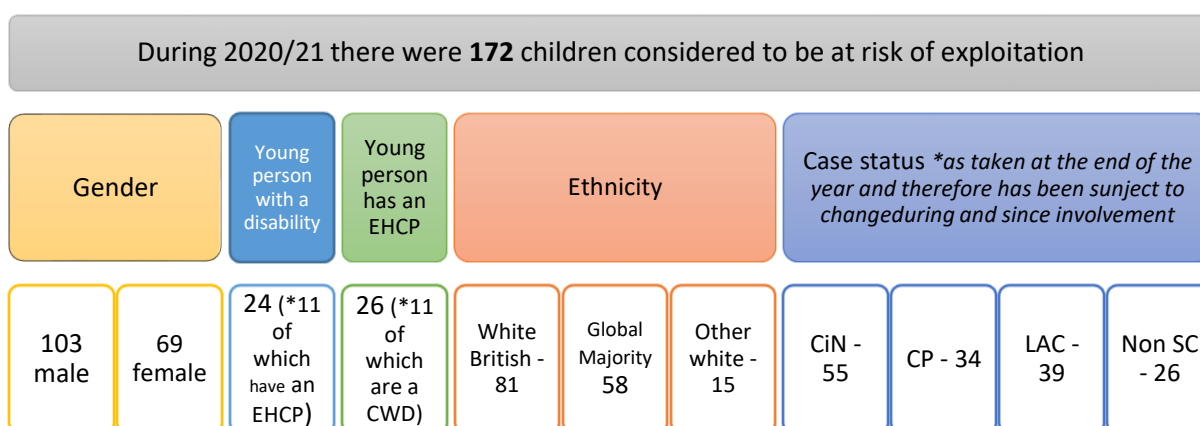 During 2020/21 there were 172 children considered to be at risk of exploitation
Gender
Young
person
with a
disability
Young
person
has an
EHCP
Ethnicity
Case status *as taken at the end of the
year and therefore has been sunject to
changeduring and since involvement
103
male
69
female
24 (*11
of
which
have an
EHCP)
26 (*11
of
which
are a
CWD)
White
British -
81
Global
Majority
58
Other
white -
15
CiN -
55
CP - 34
LAC -
39
Non SC
- 26